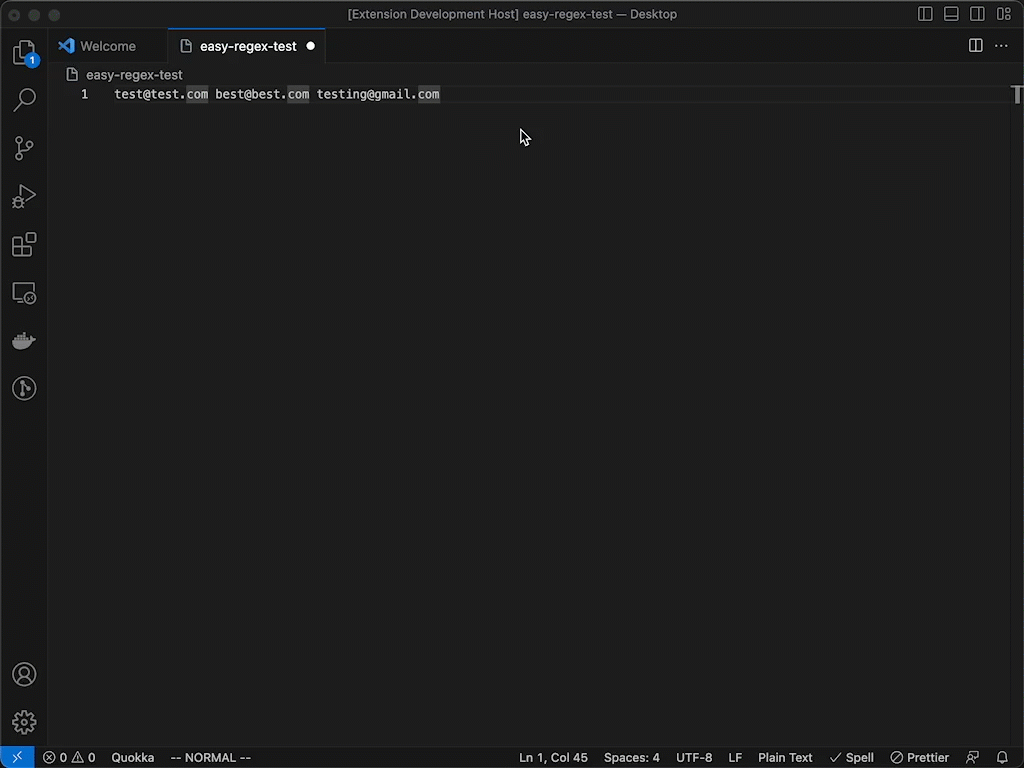 [Extension Development Host] easy-regex-test — Desktop
Welcome easy-regex-test
1
easy-regex-test
1 test@test.com best@best.com testing@gmail.com
0 0 Quokka -- NORMAL -- Ln 1, Col 45 Spaces: 4 UTF-8 LF Plain Text Spell Prettier